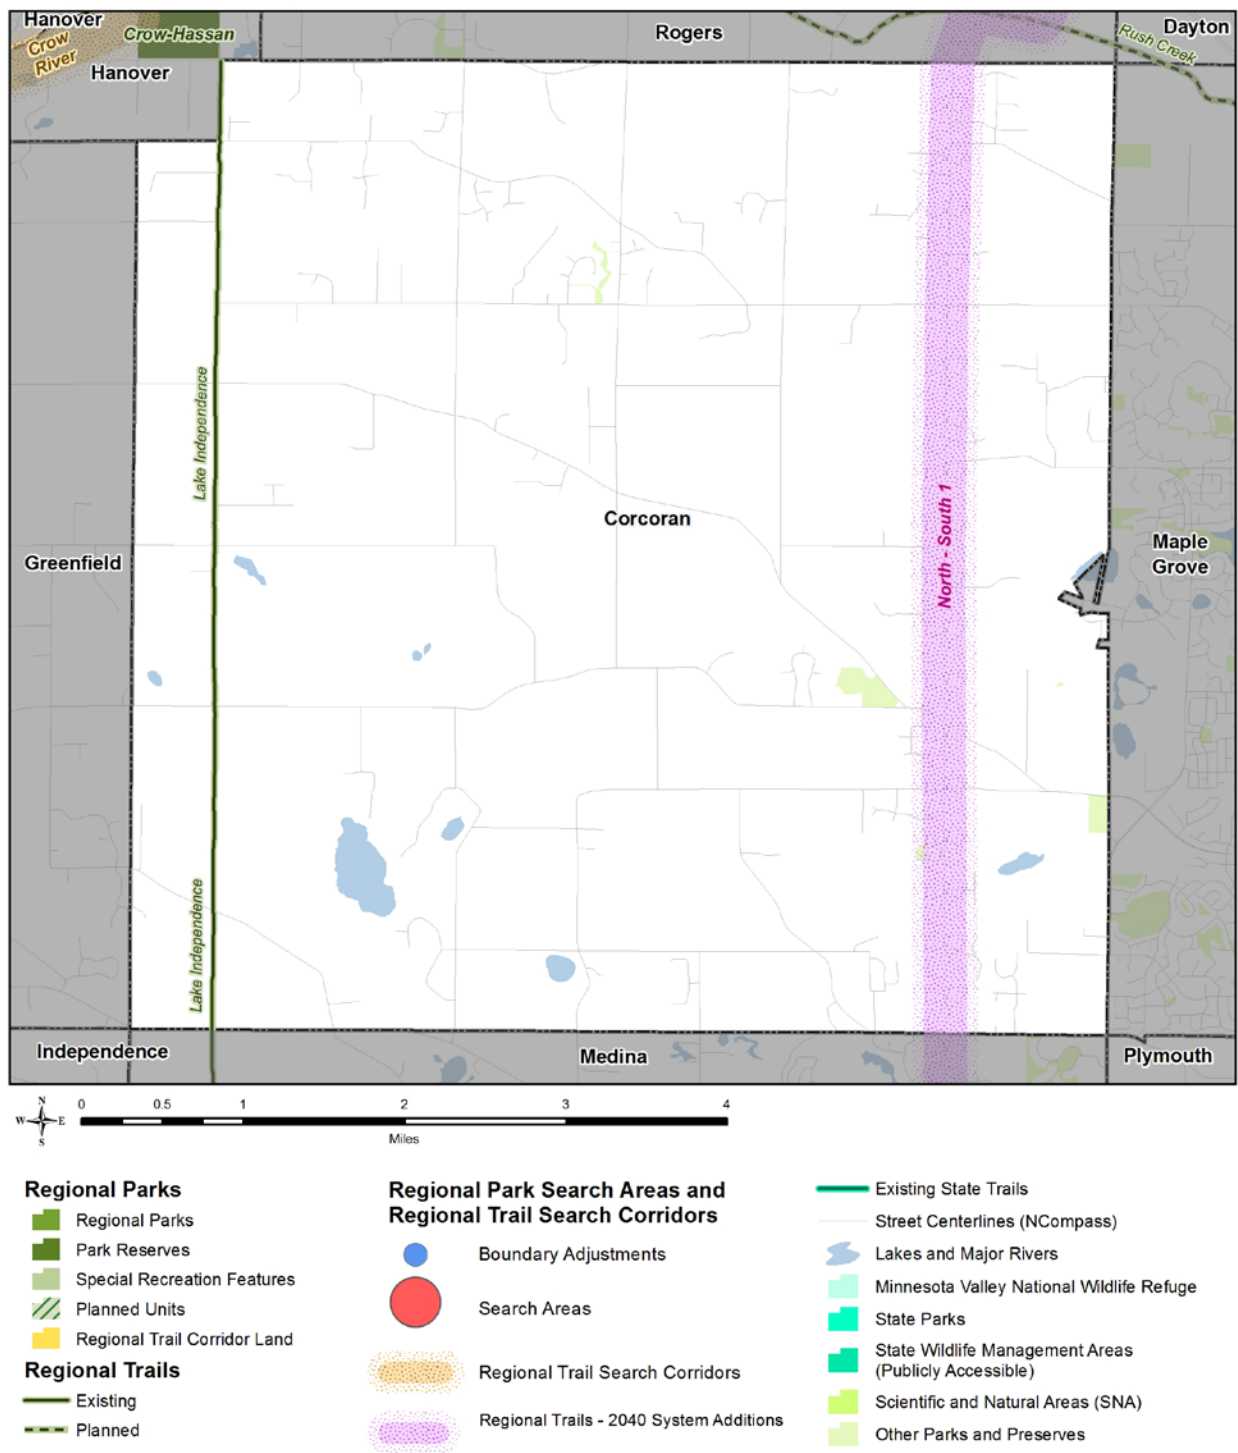 Hanover
Crow
River
Crow-Hassan
Hanover
Rogers
Dayton
Rush Creek
Lake Independence
North - South 1
Corcoran
Greenfield
Maple
Grove
Lake Independence
Independence
Medina
Plymouth
N
W E
S
0 0.5 1 2 3 4
Miles
Regional Parks
Regional Parks
Park Reserves
Special Recreation Features
Planned Units
Regional Trail Corridor Land
Regional Trails
Existing
Planned
Regional Park Search Areas and
Regional Trail Search Corridors
Boundary Adjustments
Search Areas
Regional Trail Search Corridors
Regional Trails - 2040 System Additions
Existing State Trails
Street Centerlines (NCompass)
Lakes and Major Rivers
Minnesota Valley National Wildlife Refuge
State Parks
State Wildlife Management Areas
(Publicly Accessible)
Scientific and Natural Areas (SNA)
Other Parks and Preserves